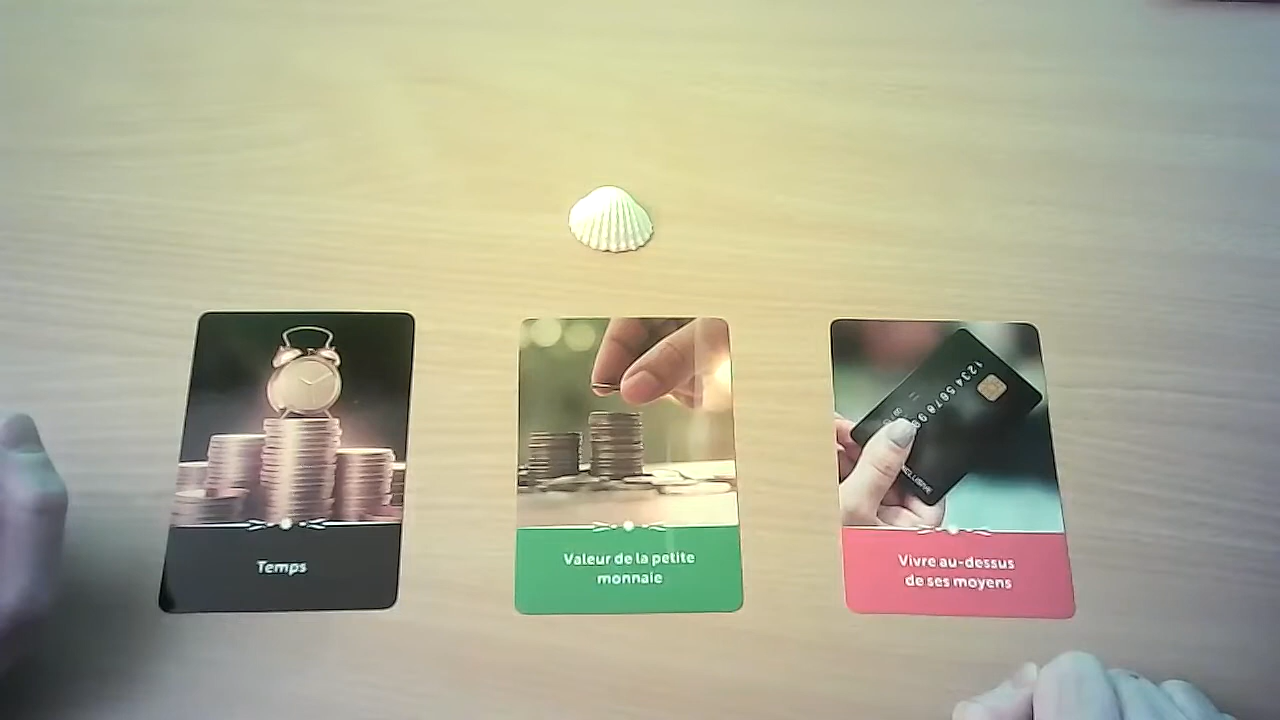 Temps
Valeur de la petite
monnaie
Vivre au-dessus
de ses moyens